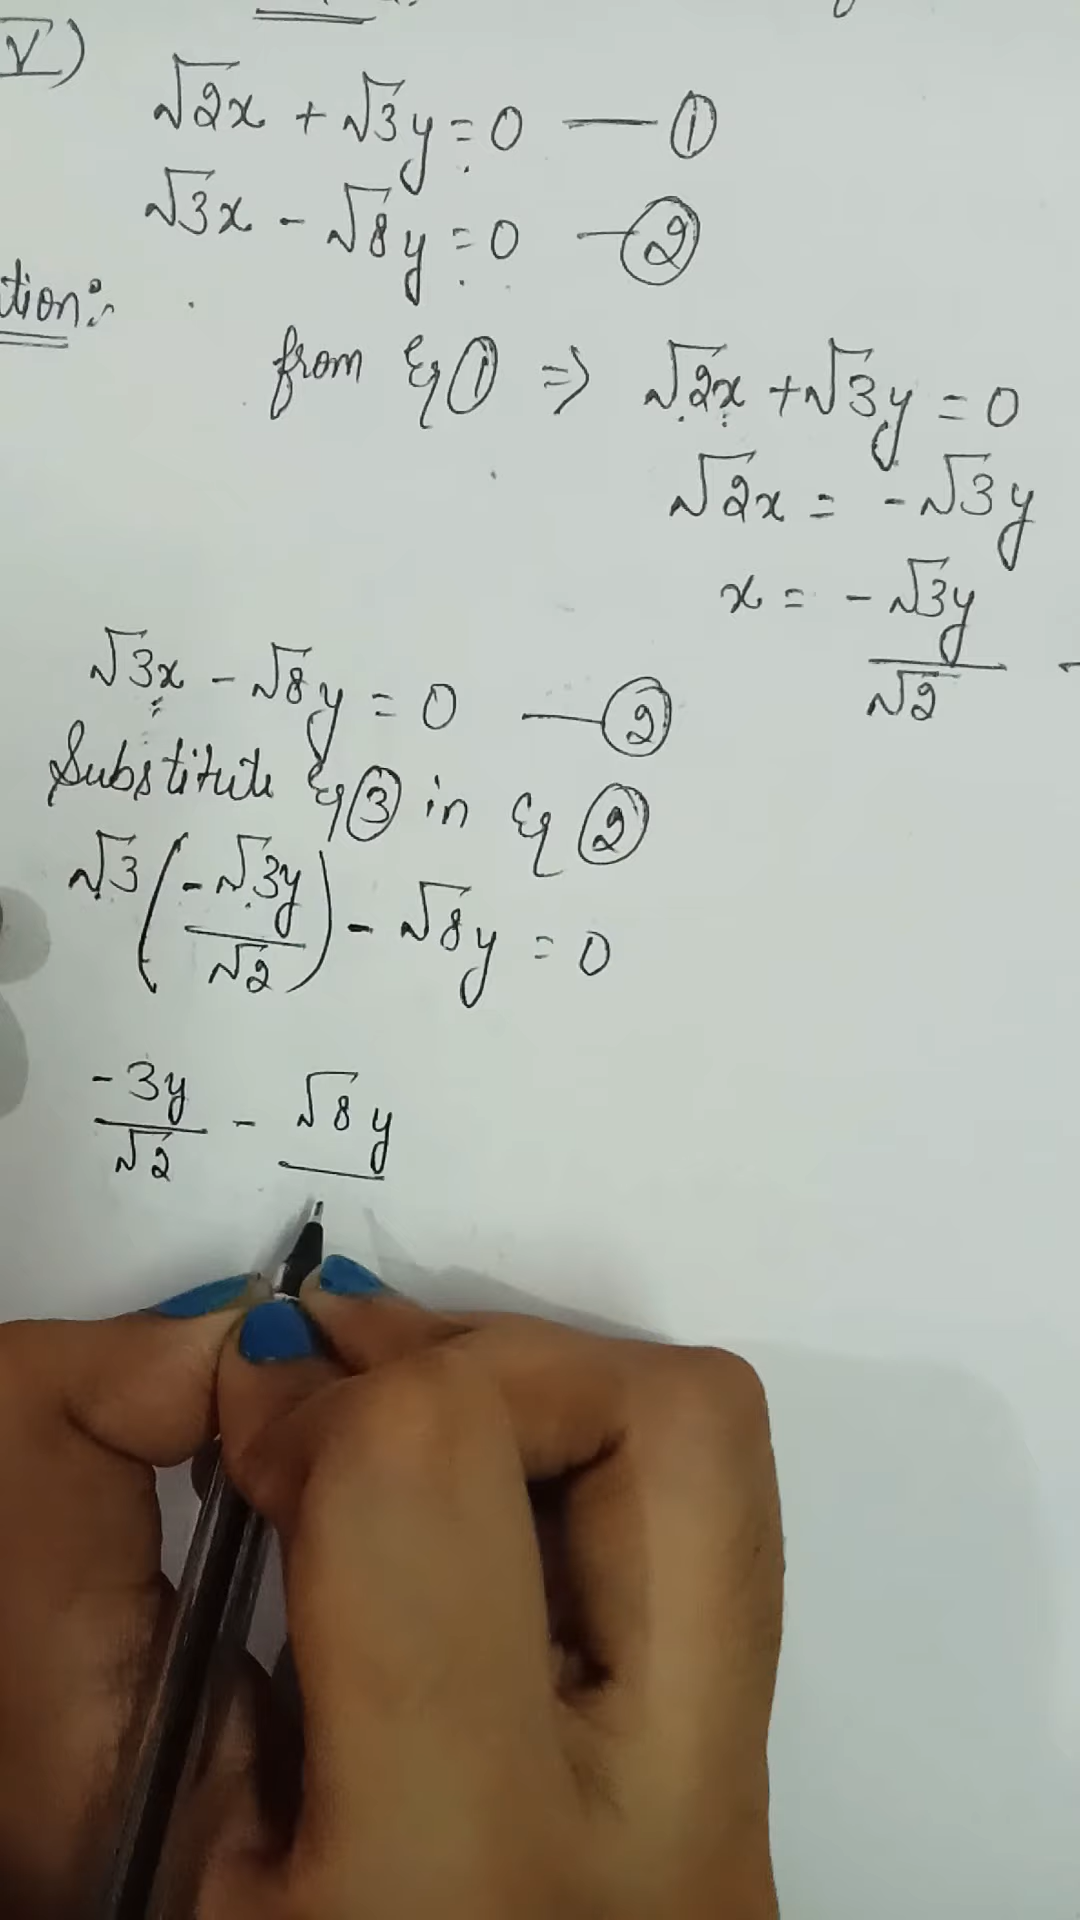 V)
√2x + √3y = 0 — ①
√3x - √8y = 0 — ②
tion:-
from Eq ① ⇒ √2x + √3y = 0
√2x = -√3y
x = -√3y/√2 -
√3x - √8y = 0 — ②
Substitute Eq ③ in Eq ②
√3(-√3y/√2) - √8y = 0
-3y/√2 - √8y